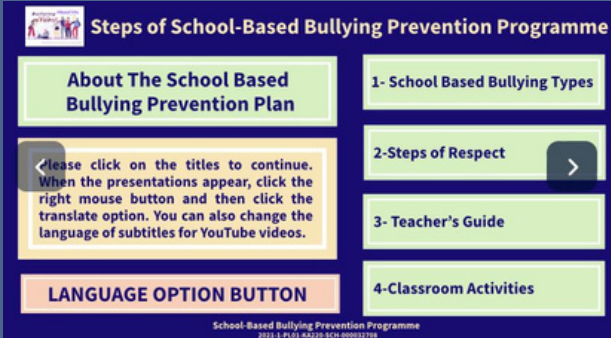 Steps of School-Based Bullying Prevention Programme
About The School Based
Bullying Prevention Plan
Please click on the titles to continue.
When the presentations appear, click the
right mouse button and then click the
translate option. You can also change the
language of subtitles for YouTube videos.
LANGUAGE OPTION BUTTON
1- School Based Bullying Types
2-Steps of Respect
3- Teacher's Guide
4-Classroom Activities
School-Based Bullying Prevention Programme
2021-1-PL01-KA220-SCH-000032708